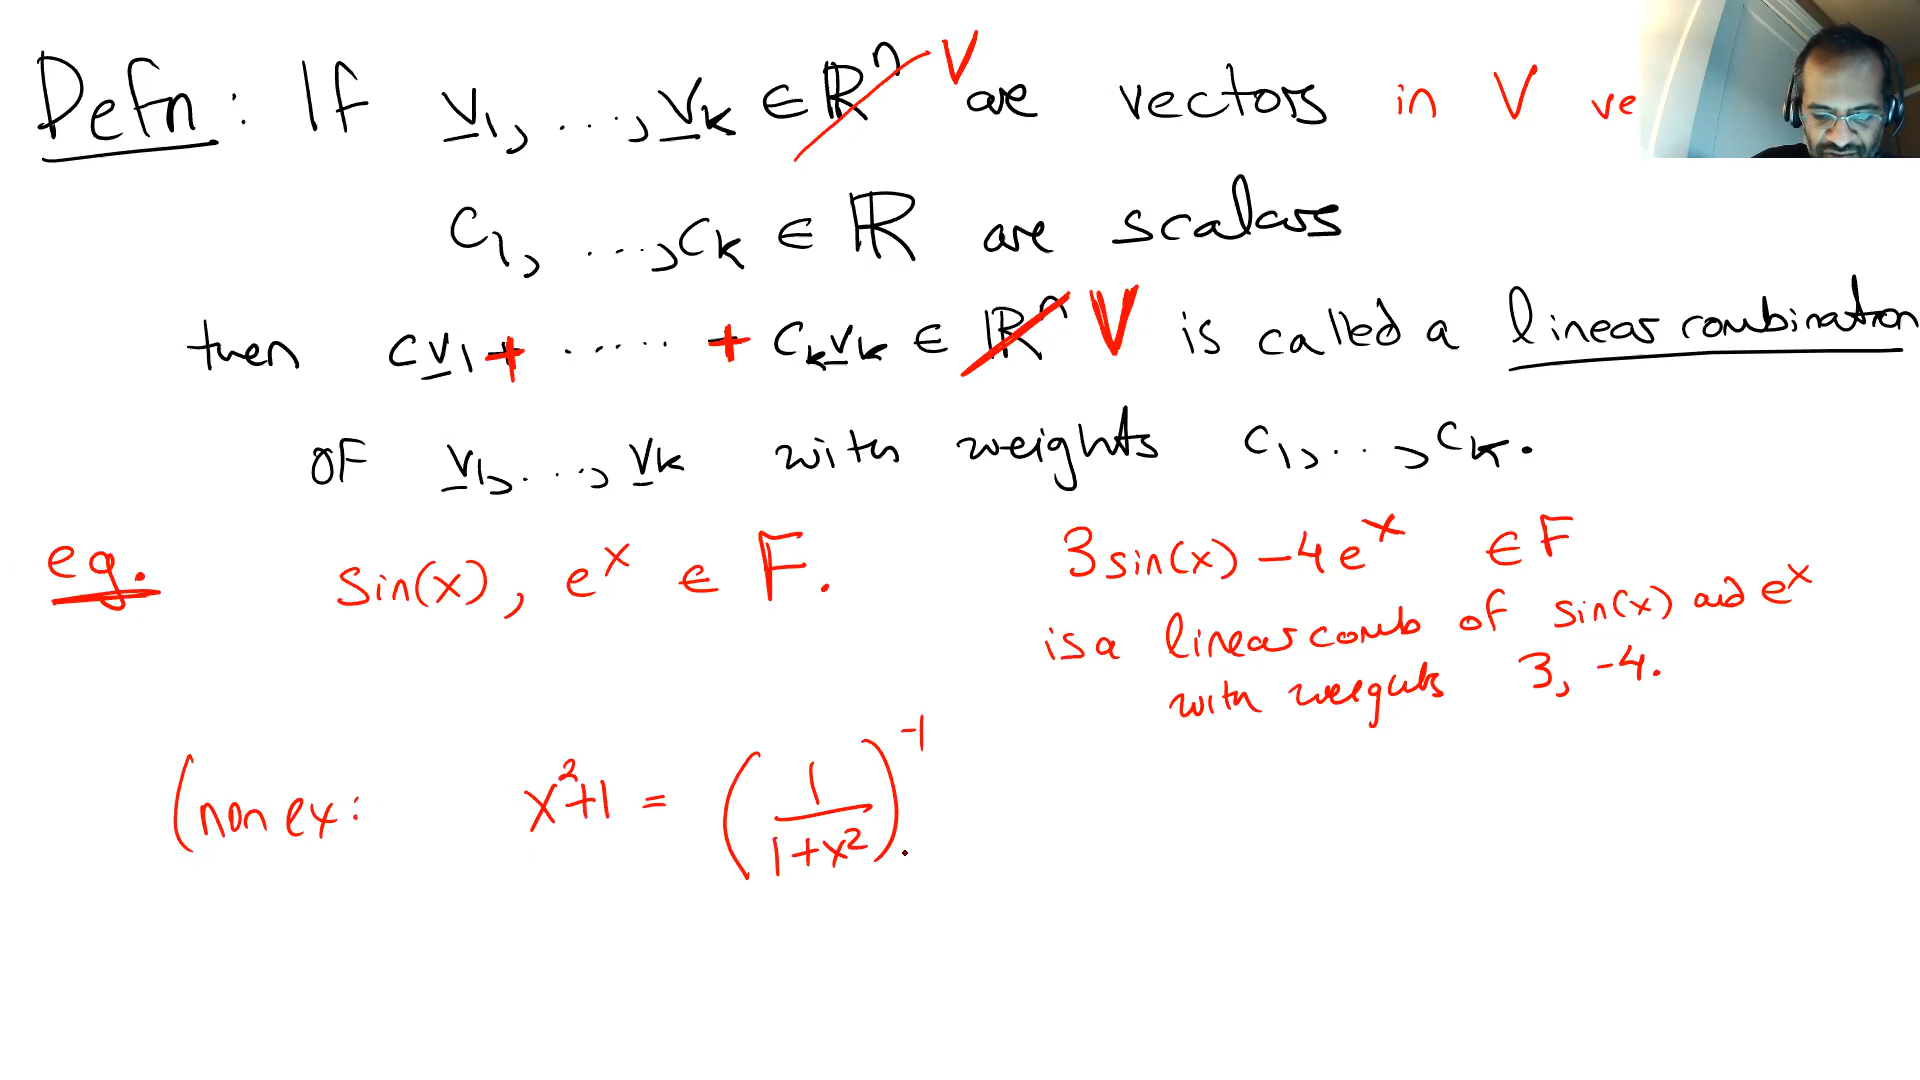 Defn: If v1, ..., vk ∈ ℝⁿ V are vectors in V ve
c1, ..., ck ∈ ℝ are scalars
then cv1 + ..... + ckvk ∈ ℝⁿ V is called a linear combination
of v1, ..., vk with weights c1, ..., ck.
eg. sin(x), eˣ ∈ F. 3sin(x) - 4eˣ ∈ F
is a linear comb of sin(x) and eˣ
with weights 3, -4.
(non ex: x² + 1 = (1/(1+x²))⁻¹